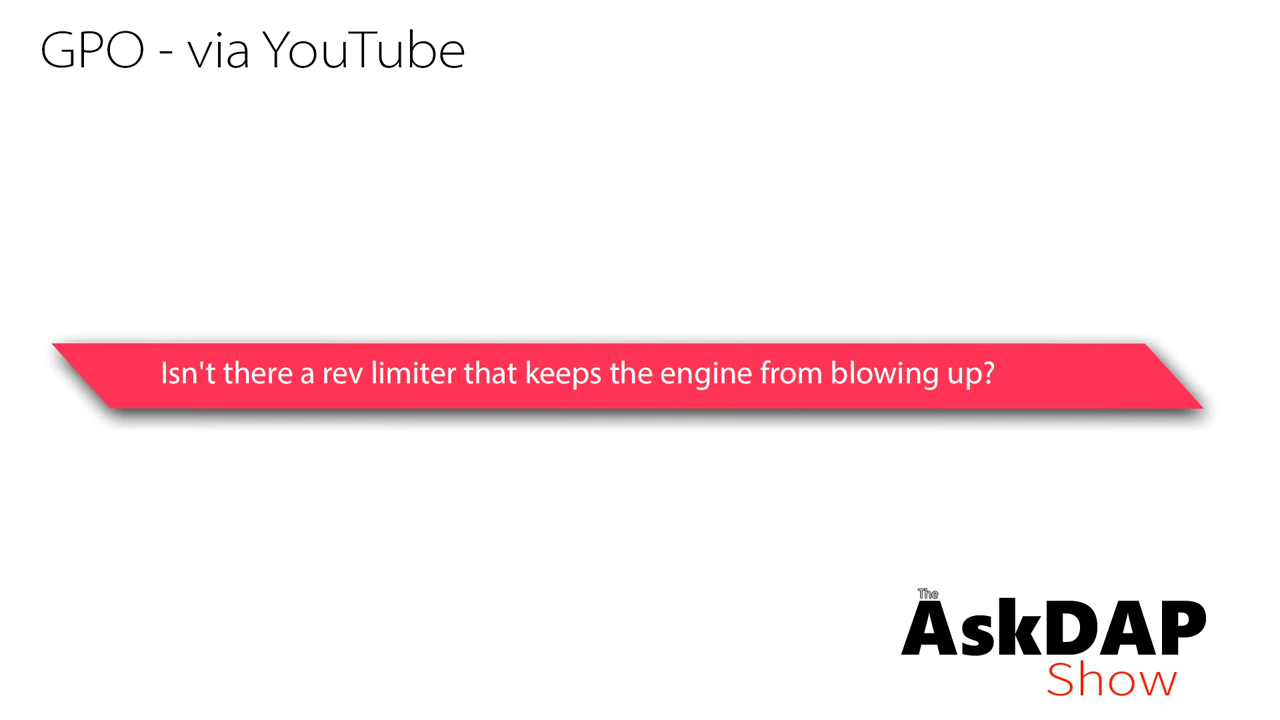 GPO - via YouTube
Isn't there a rev limiter that keeps the engine from blowing up?
The
AskDAP
Show